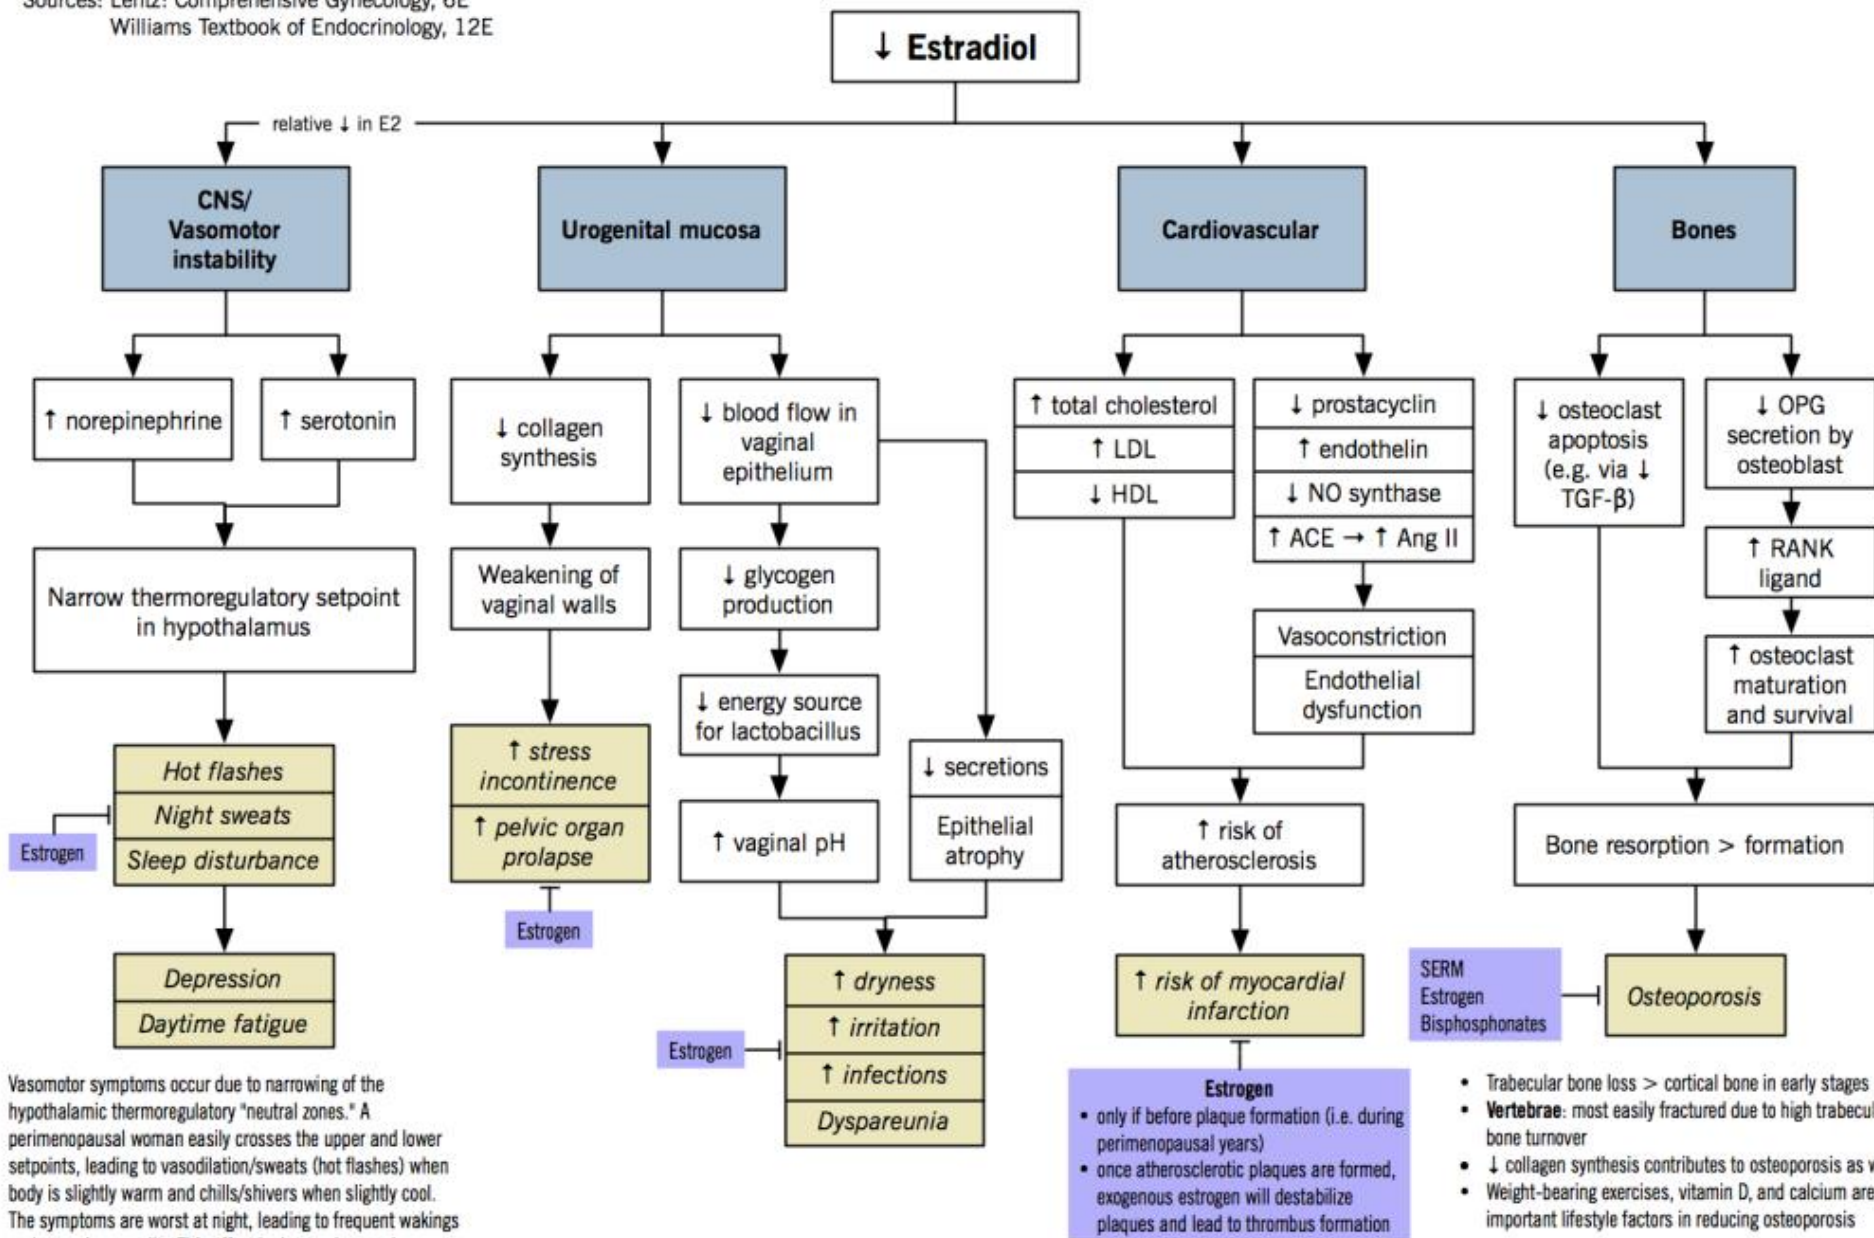 Sources: Lentz: Comprehensive Gynecology, 6E
Williams Textbook of Endocrinology, 12E
↓ Estradiol
relative ↓ in E2
CNS/
Vasomotor
instability
Urogenital mucosa
Cardiovascular
Bones
↑ norepinephrine
↑ serotonin
↓ collagen
synthesis
↓ blood flow in
vaginal
epithelium
↑ total cholesterol
↑ LDL
↓ HDL
↓ prostacyclin
↑ endothelin
↓ NO synthase
↑ ACE → ↑ Ang II
↓ osteoclast
apoptosis
(e.g. via ↓
TGF-β)
↓ OPG
secretion by
osteoblast
Narrow thermoregulatory setpoint
in hypothalamus
Weakening of
vaginal walls
↓ glycogen
production
Vasoconstriction
Endothelial
dysfunction
↑ RANK
ligand
↑ osteoclast
maturation
and survival
↓ energy source
for lactobacillus
Hot flashes
Night sweats
Sleep disturbance
Estrogen
↑ stress
incontinence
↑ pelvic organ
prolapse
Estrogen
↑ vaginal pH
↓ secretions
Epithelial
atrophy
↑ risk of
atherosclerosis
Bone resorption > formation
Depression
Daytime fatigue
↑ dryness
↑ irritation
↑ infections
Dyspareunia
Estrogen
↑ risk of myocardial
infarction
SERM
Estrogen
Bisphosphonates
Osteoporosis
Vasomotor symptoms occur due to narrowing of the
hypothalamic thermoregulatory "neutral zones." A
perimenopausal woman easily crosses the upper and lower
setpoints, leading to vasodilation/sweats (hot flashes) when
body is slightly warm and chills/shivers when slightly cool.
The symptoms are worst at night, leading to frequent wakings
Estrogen
• only if before plaque formation (i.e. during
perimenopausal years)
• once atherosclerotic plaques are formed,
exogenous estrogen will destabilize
plaques and lead to thrombus formation
• Trabecular bone loss > cortical bone in early stages
• Vertebrae: most easily fractured due to high
bone turnover
• ↓ collagen synthesis contributes to osteoporosis as
• Weight-bearing exercises, vitamin D, and calcium are
important lifestyle factors in reducing osteoporosis